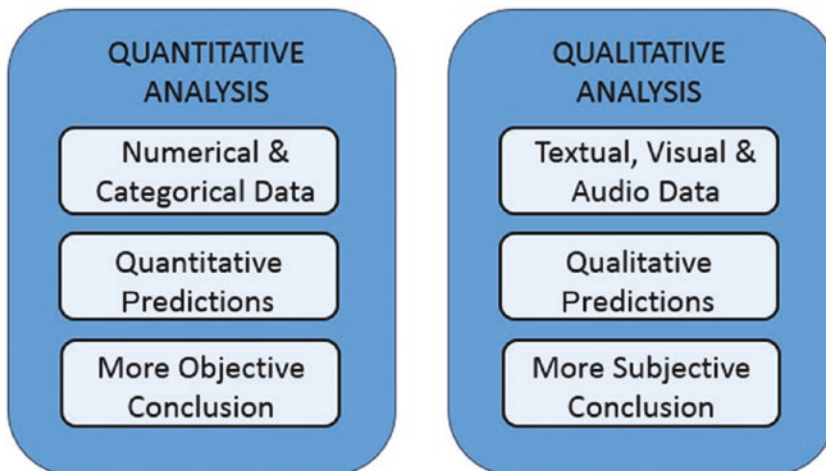 QUANTITATIVE
ANALYSIS
Numerical &
Categorical Data
Quantitative
Predictions
More Objective
Conclusion
QUALITATIVE
ANALYSIS
Textual, Visual &
Audio Data
Qualitative
Predictions
More Subjective
Conclusion